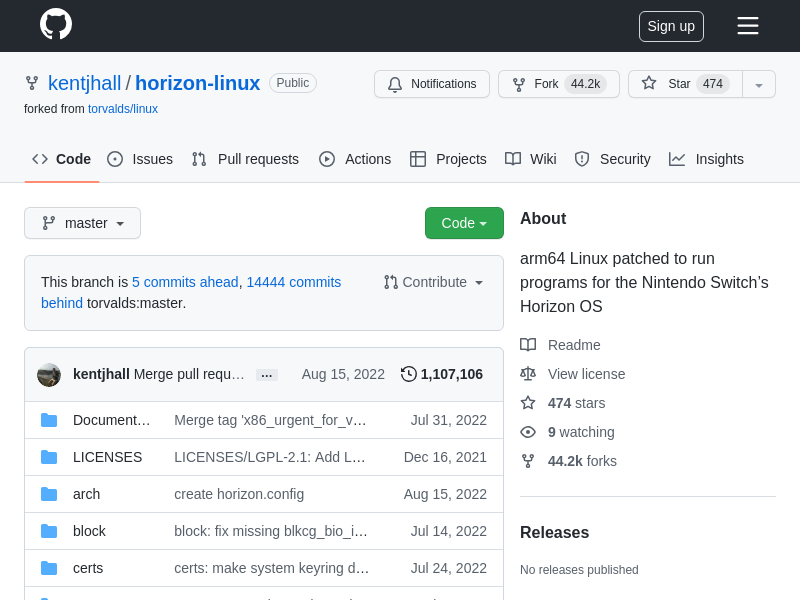 Sign up
kentjhall / horizon-linux Public
Notifications
Fork 44.2k
Star 474
forked from torvalds/linux
Code
Issues
Pull requests
Actions
Projects
Wiki
Security
Insights
master
Code
This branch is 5 commits ahead, 14444 commits
behind torvalds:master.
Contribute
kentjhall Merge pull requ… ... Aug 15, 2022 1,107,106
Document… Merge tag 'x86_urgent_for_v… Jul 31, 2022
LICENSES LICENSES/LGPL-2.1: Add L… Dec 16, 2021
arch create horizon.config Aug 15, 2022
block block: fix missing blkcg_bio_i… Jul 14, 2022
certs certs: make system keyring d… Jul 24, 2022
About
arm64 Linux patched to run
programs for the Nintendo Switch's
Horizon OS
Readme
View license
474 stars
9 watching
44.2k forks
Releases
No releases published